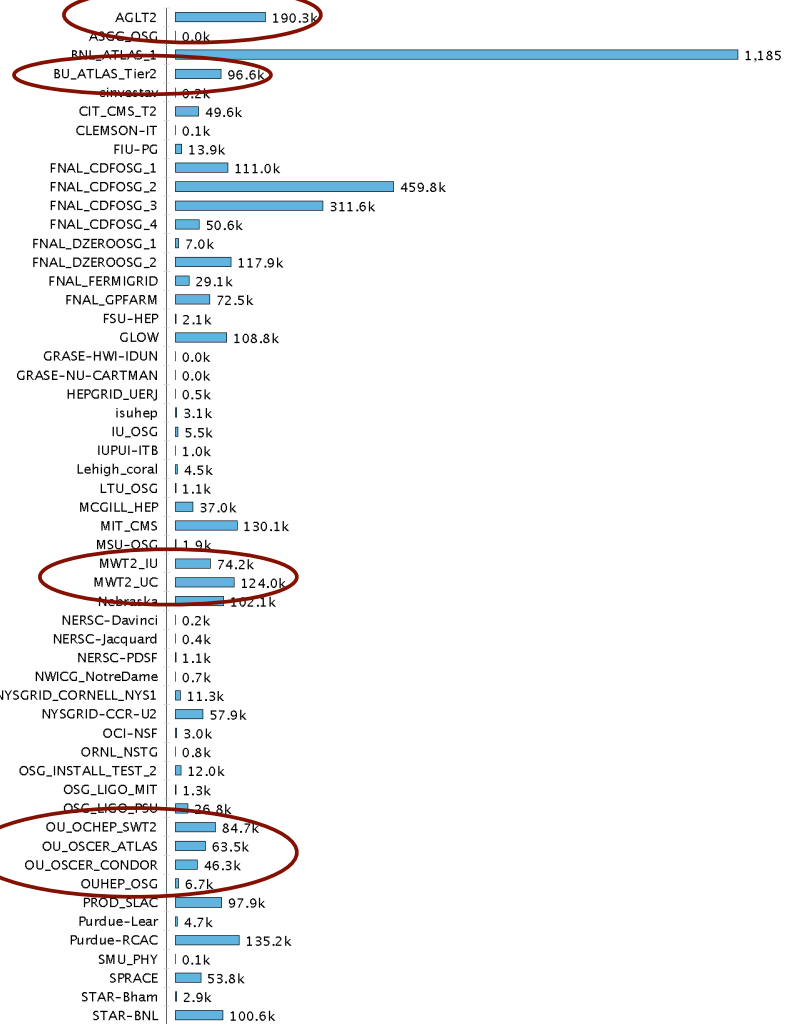 AGLT2 190.3k
ASGC_OSG 0.0k
BNL_ATLAS_1 1,185
BU_ATLAS_Tier2 96.6k
cinvestav 0.2k
CIT_CMS_T2 49.6k
CLEMSON-IT 0.1k
FIU-PG 13.9k
FNAL_CDFOSG_1 111.0k
FNAL_CDFOSG_2 459.8k
FNAL_CDFOSG_3 311.6k
FNAL_CDFOSG_4 50.6k
FNAL_DZEROOSG_1 7.0k
FNAL_DZEROOSG_2 117.9k
FNAL_FERMIGRID 29.1k
FNAL_GPFARM 72.5k
FSU-HEP 2.1k
GLOW 108.8k
GRASE-HWI-IDUN 0.0k
GRASE-NU-CARTMAN 0.0k
HEPGRID_UERJ 0.5k
isuhep 3.1k
IU_OSG 5.5k
IUPUI-ITB 1.0k
Lehigh_coral 4.5k
LTU_OSG 1.1k
MCGILL_HEP 37.0k
MIT_CMS 130.1k
MSU-OSG 1.9k
MWT2_IU 74.2k
MWT2_UC 124.0k
Nebraska 102.1k
NERSC-Davinci 0.2k
NERSC-Jacquard 0.4k
NERSC-PDSF 1.1k
NWICG_NotreDame 0.7k
NYSGRID_CORNELL_NYS1 11.3k
NYSGRID-CCR-U2 57.9k
OCI-NSF 3.0k
ORNL_NSTG 0.8k
OSG_INSTALL_TEST_2 12.0k
OSG_LIGO_MIT 1.3k
OSG_LIGO_PSU 26.8k
OU_OCHEP_SWT2 84.7k
OU_OSCER_ATLAS 63.5k
OU_OSCER_CONDOR 46.3k
OUHEP_OSG 6.7k
PROD_SLAC 97.9k
Purdue-Lear 4.7k
Purdue-RCAC 135.2k
SMU_PHY 0.1k
SPRACE 53.8k
STAR-Bham 2.9k
STAR-BNL 100.6k